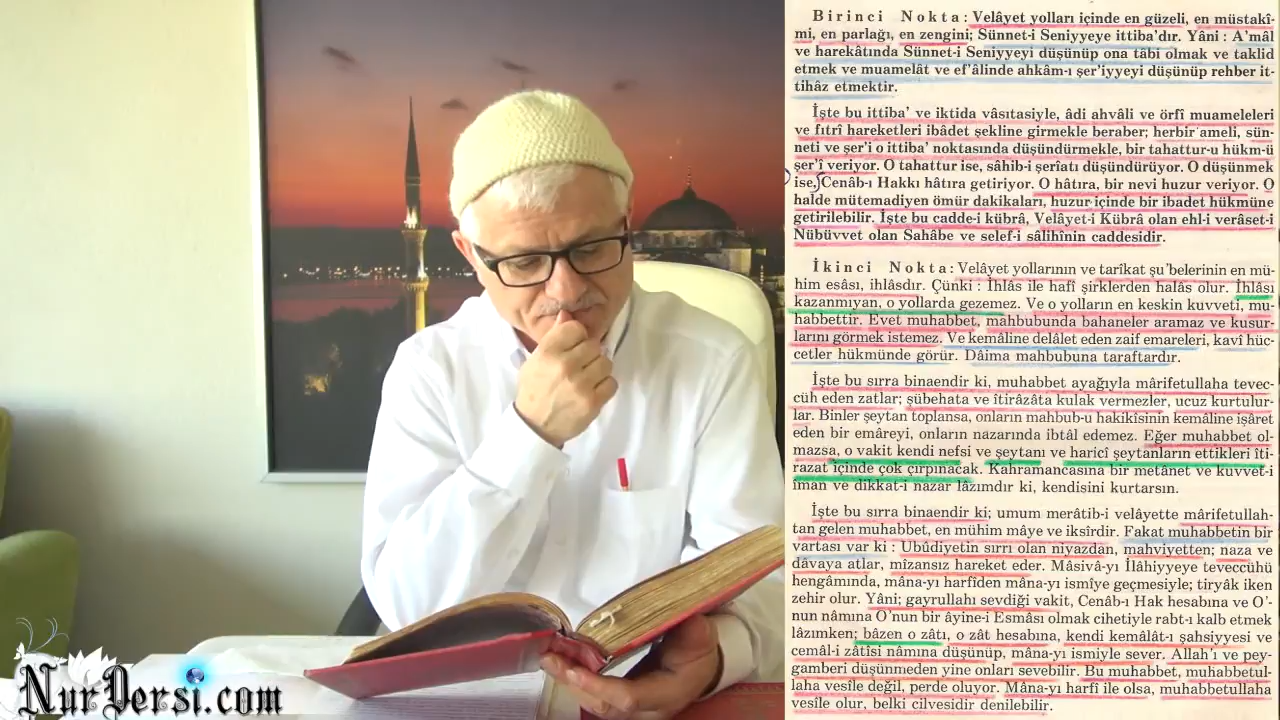 Birinci Nokta: Velâyet yolları içinde en güzeli, en müstakî-
mi, en parlağı, en zengini; Sünnet-i Seniyyeye ittiba'dır. Yâni : A'mâl
ve harekâtında Sünnet-i Seniyyeyi düşünüp ona tâbi olmak ve taklid
etmek ve muamelât ve ef'âlinde ahkâm-ı şer'iyyeyi düşünüp rehber it-
tihâz etmektir.
İşte bu ittiba' ve iktida vâsıtasiyle, âdi ahvâli ve örfî muameleleri
ve fıtrî hareketleri ibâdet şekline girmekle beraber; herbir ameli, sün-
neti ve şer'i o ittiba' noktasında düşündürmekle, bir tahattur-u hükm-ü
şer'î veriyor. O tahattur ise, sâhib-i şerîatı düşündürüyor. O düşünmek
ise, Cenâb-ı Hakkı hâtıra getiriyor. O hâtıra, bir nevi huzur veriyor. O
halde mütemadiyen ömür dakikaları, huzur içinde bir ibadet hükmüne
getirilebilir. İşte bu cadde-i kübrâ, Velâyet-i Kübrâ olan ehl-i verâset-i
Nübüvvet olan Sahâbe ve selef-i sâlihînin caddesidir.
İkinci Nokta: Velâyet yollarının ve tarîkat şu'belerinin en mü-
him esâsı, ihlâsdır. Çünki : İhlâs ile hafî şirklerden halâs olur. İhlâsı
kazanmıyan, o yollarda gezemez. Ve o yolların en keskin kuvveti, mu-
habbettir. Evet muhabbet, mahbubunda bahaneler aramaz ve kusur-
larını görmek istemez. Ve kemâline delâlet eden zaif emareleri, kavî hüc-
cetler hükmünde görür. Dâima mahbubuna taraftardır.
İşte bu sırra binaendir ki, muhabbet ayağıyla mârifetullaha tevec-
cüh eden zatlar; şübehata ve îtirâzâta kulak vermezler, ucuz kurtulur-
lar. Binler şeytan toplansa, onların mahbub-u hakikîsinin kemâline işâret
eden bir emâreyi, onların nazarında ibtâl edemez. Eğer muhabbet ol-
mazsa, o vakit kendi nefsi ve şeytanı ve haricî şeytanların ettikleri îti-
razat içinde çok çırpınacak. Kahramancasına bir metânet ve kuvvet-i
îman ve dikkat-i nazar lâzımdır ki, kendisini kurtarsın.
İşte bu sırra binaendir ki; umum merâtib-i velâyette mârifetullah-
tan gelen muhabbet, en mühim mâye ve iksîrdir. Fakat muhabbetin bir
vartası var ki : Ubûdiyetin sırrı olan niyazdan, mahviyetten; naza ve
dâvaya atlar, mîzansız hareket eder. Mâsivâ-yı İlâhiyyeye teveccühü
hengâmında, mâna-yı harfîden mâna-yı ismîye geçmesiyle; tiryâk iken
zehir olur. Yâni; gayrullahı sevdiği vakit, Cenâb-ı Hak hesabına ve O'-
nun nâmına O'nun bir âyine-i Esmâsı olmak cihetiyle rabt-ı kalb etmek
lâzımken; bâzen o zâtı, o zât hesabına, kendi kemâlât-ı şahsiyyesi ve
cemâl-i zâtîsi nâmına düşünüp, mâna-yı ismiyle sever. Allah'ı ve pey-
gamberi düşünmeden yine onları sevebilir. Bu muhabbet, muhabbetul-
laha vesîle değil, perde oluyor. Mâna-yı harfî ile olsa, muhabbetullaha
vesîle olur, belki cilvesidir denilebilir.
NurDersi.com